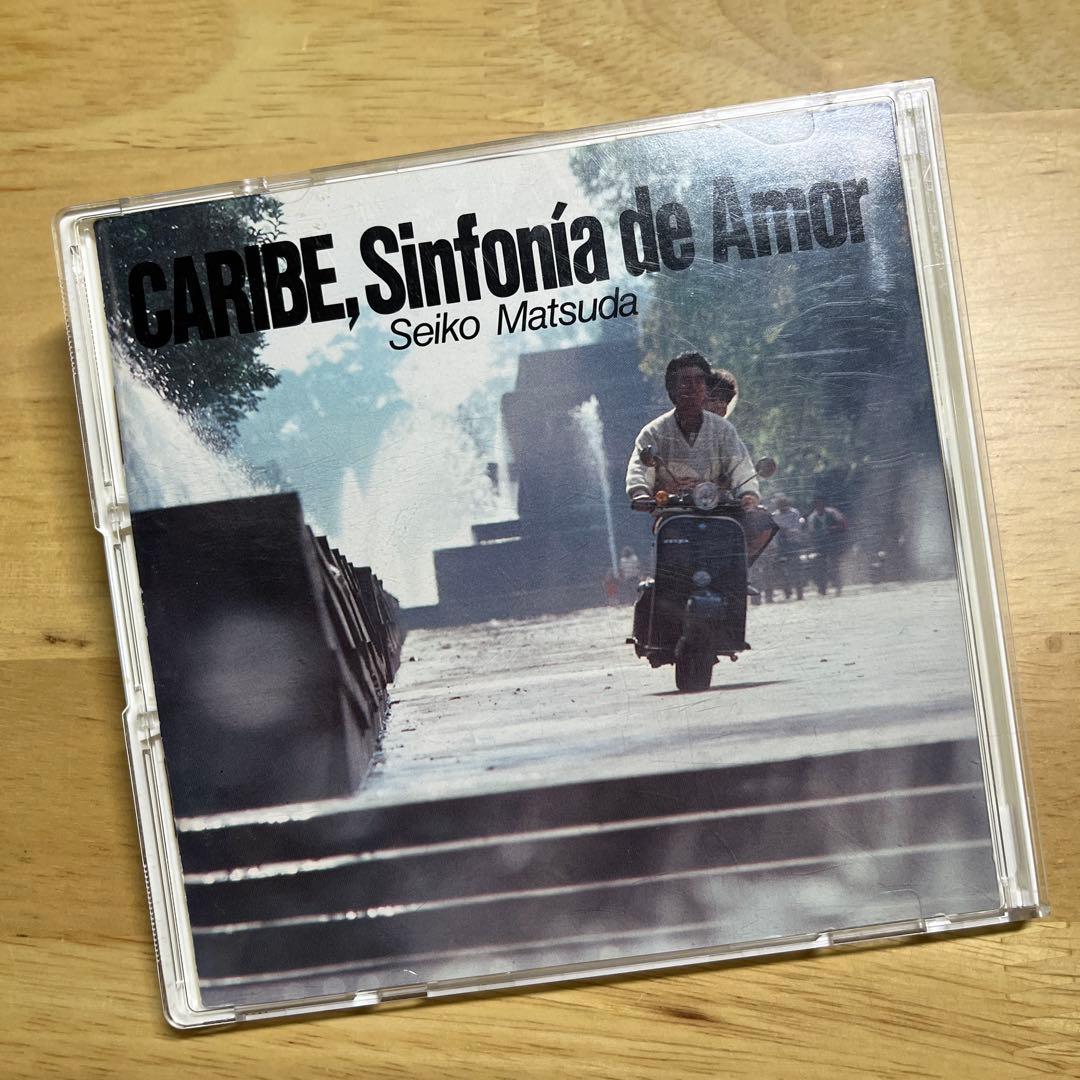 CARIBE, Sinfonía de Amor
Seiko Matsuda